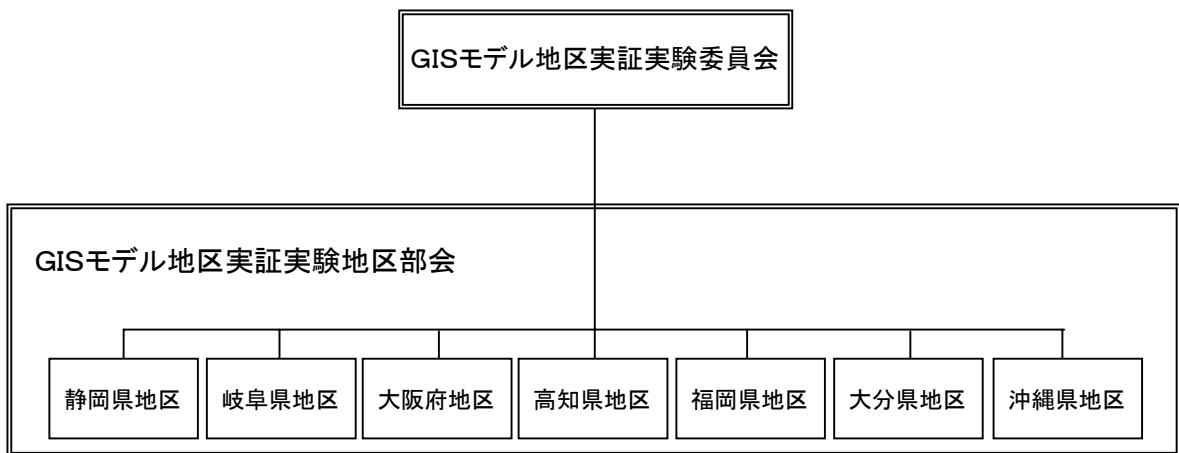 GISモデル地区実証実験委員会
GISモデル地区実証実験地区部会
静岡県地区
岐阜県地区
大阪府地区
高知県地区
福岡県地区
大分県地区
沖縄県地区